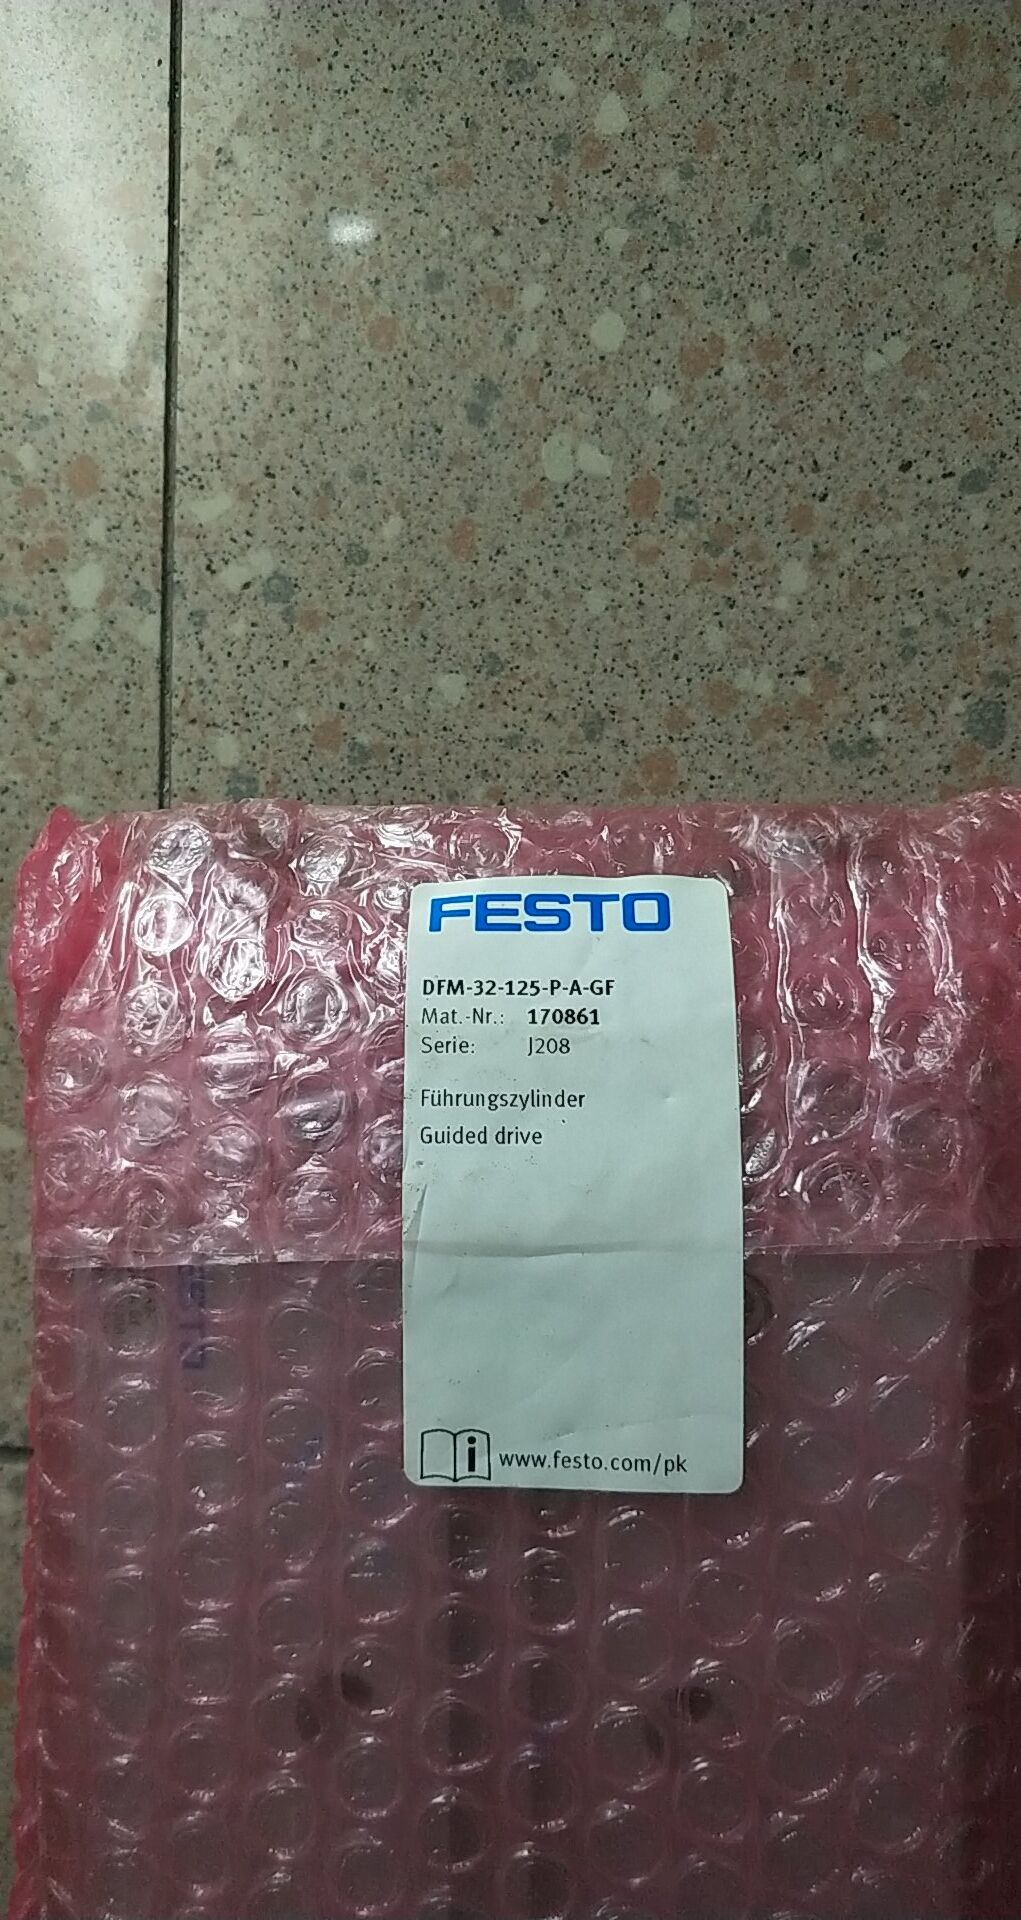 FESTO
DFM-32-125-P-A-GF
Mat.-Nr.: 170861
Serie: J208
Führungszylinder
Guided drive
i www.festo.com/pk